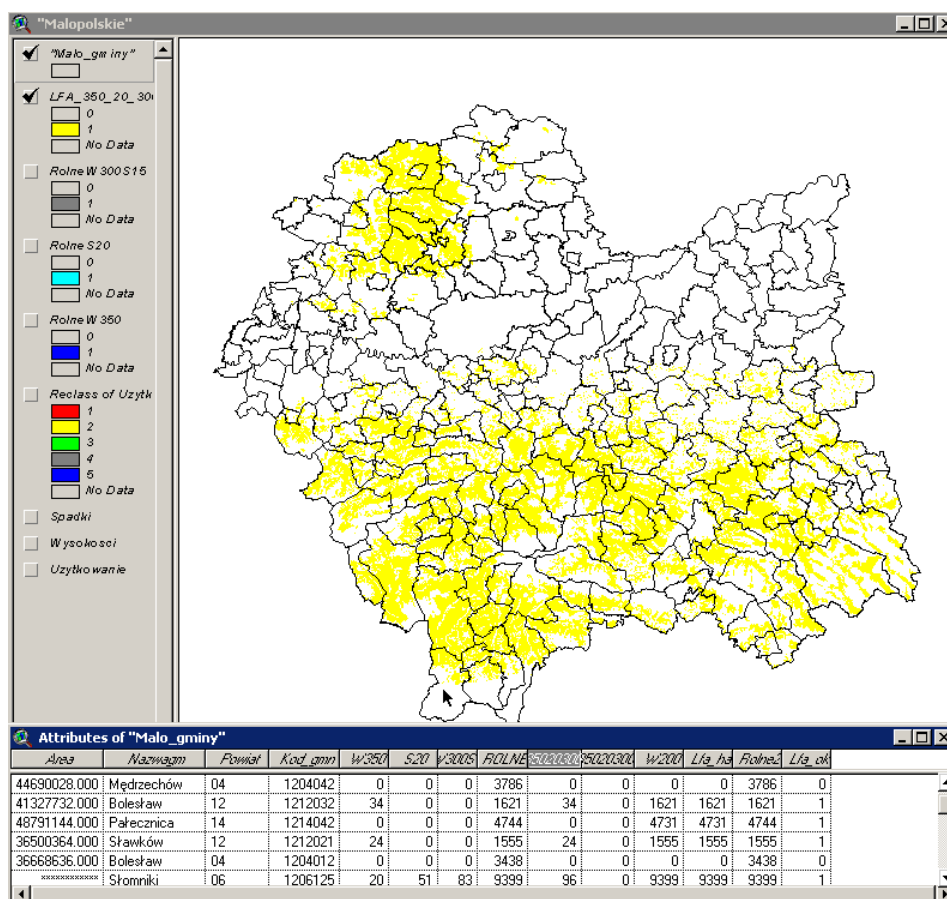 "Malopolskie"
"Malo_gminy"
LFA_350_20_30
0
1
No Data
Rolne W 300S15
0
1
No Data
Rolne S20
0
1
No Data
Rolne W 350
0
1
No Data
Reclass of Uzytk
1
2
3
4
5
No Data
Spadki
Wysokosci
Uzytkowanie
Attributes of "Malo_gminy"
Area Nazwagm Powiat Kod_gmn W350 S20 W300S ROLNE 35020300 35020300 W200 Lfa_ha Rolne2 Lfa_ok
44690028.000 Mędrzechów 04 1204042 0 0 0 3786 0 0 0 0 3786 0
41327732.000 Bolesław 12 1212032 34 0 0 1621 34 0 1621 1621 1621 1
48791144.000 Pałecznica 14 1214042 0 0 0 4744 0 0 4731 4731 4744 1
36500364.000 Sławków 12 1212021 24 0 0 1555 24 0 1555 1555 1555 1
36668636.000 Bolesław 04 1204012 0 0 0 3438 0 0 0 0 3438 0
************ Słomniki 06 1206125 20 51 83 9399 96 0 9399 9399 9399 1